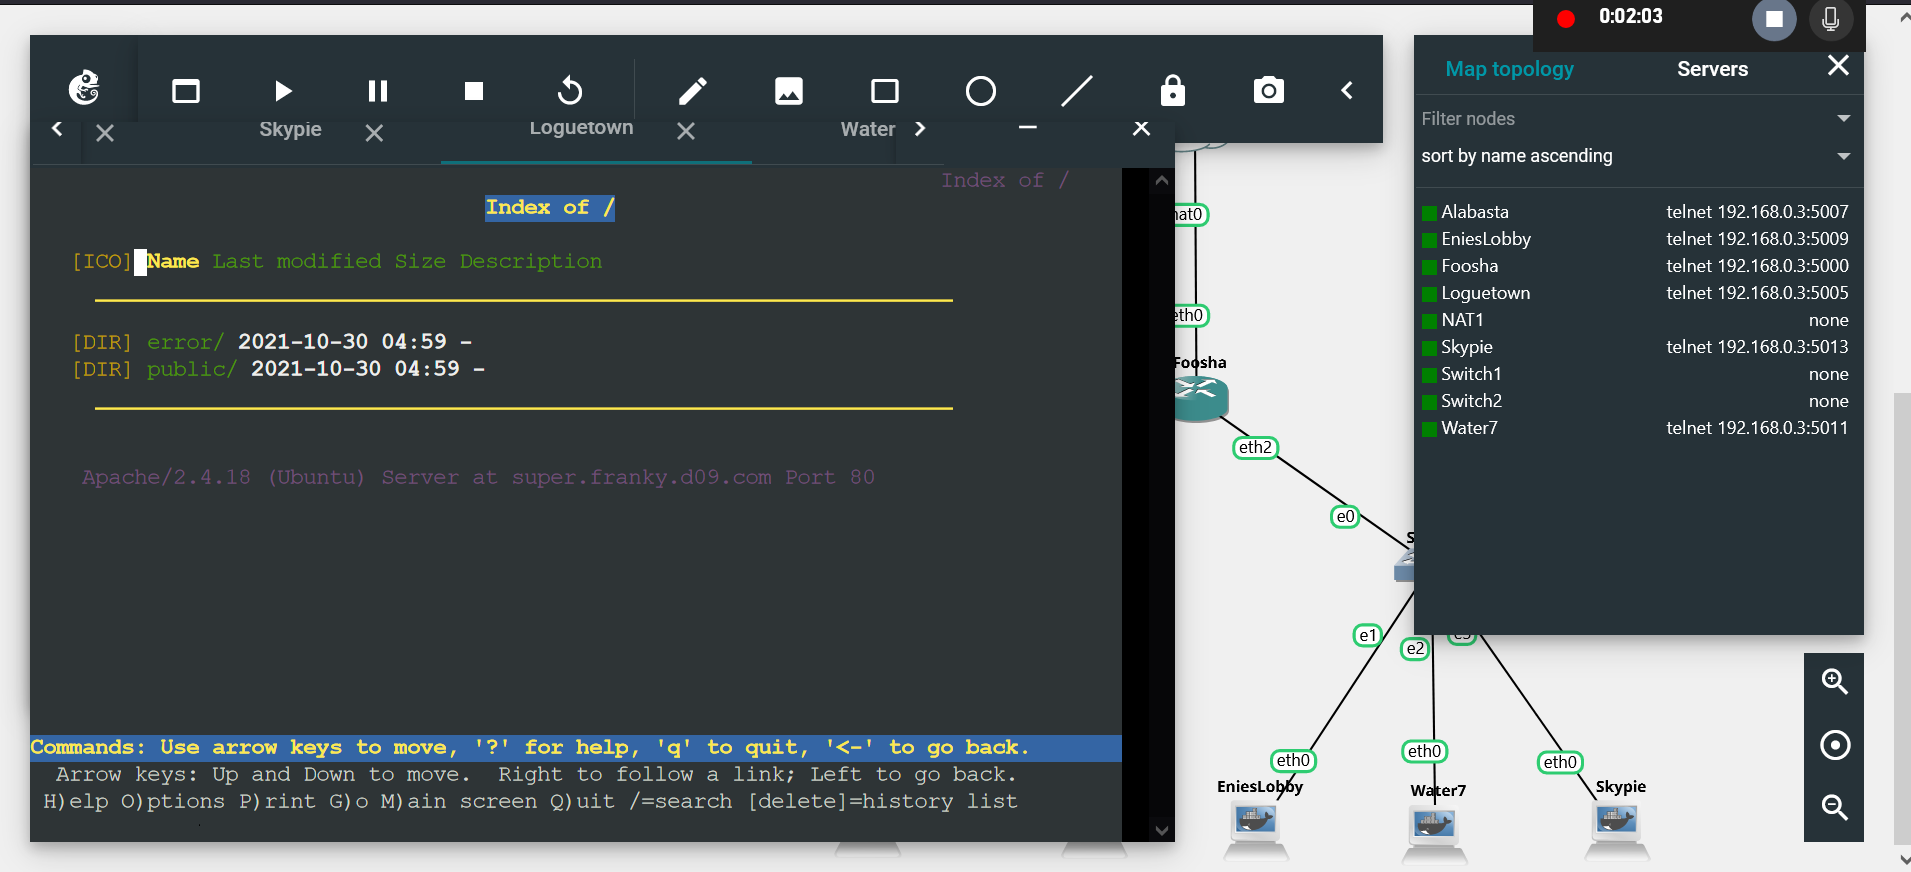 0:02:03
Skypie
Loguetown
Water
Index of /
Index of /
[ICO] Name Last modified Size Description
[DIR] error/ 2021-10-30 04:59 -
[DIR] public/ 2021-10-30 04:59 -
Apache/2.4.18 (Ubuntu) Server at super.franky.d09.com Port 80
Commands: Use arrow keys to move, '?' for help, 'q' to quit, '<-' to go back.
Arrow keys: Up and Down to move. Right to follow a link; Left to go back.
H)elp O)ptions P)rint G)o M)ain screen Q)uit /=search [delete]=history list
nat0
eth0
Foosha
eth2
e0
S
e1
e2
e3
eth0
eth0
eth0
EniesLobby
Water7
Skypie
Map topology
Servers
Filter nodes
sort by name ascending
Alabasta telnet 192.168.0.3:5007
EniesLobby telnet 192.168.0.3:5009
Foosha telnet 192.168.0.3:5000
Loguetown telnet 192.168.0.3:5005
NAT1 none
Skypie telnet 192.168.0.3:5013
Switch1 none
Switch2 none
Water7 telnet 192.168.0.3:5011